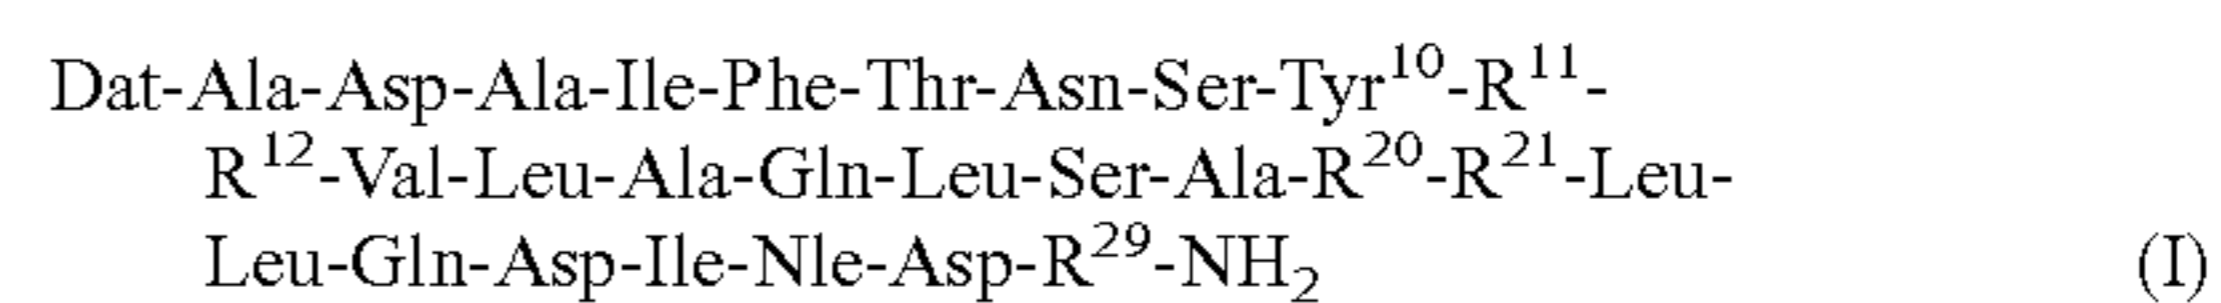 Dat-Ala-Asp-Ala-Ile-Phe-Thr-Asn-Ser-Tyr¹⁰-R¹¹-
R¹²-Val-Leu-Ala-Gln-Leu-Ser-Ala-R²⁰-R²¹-Leu-
Leu-Gln-Asp-Ile-Nle-Asp-R²⁹-NH₂ (I)